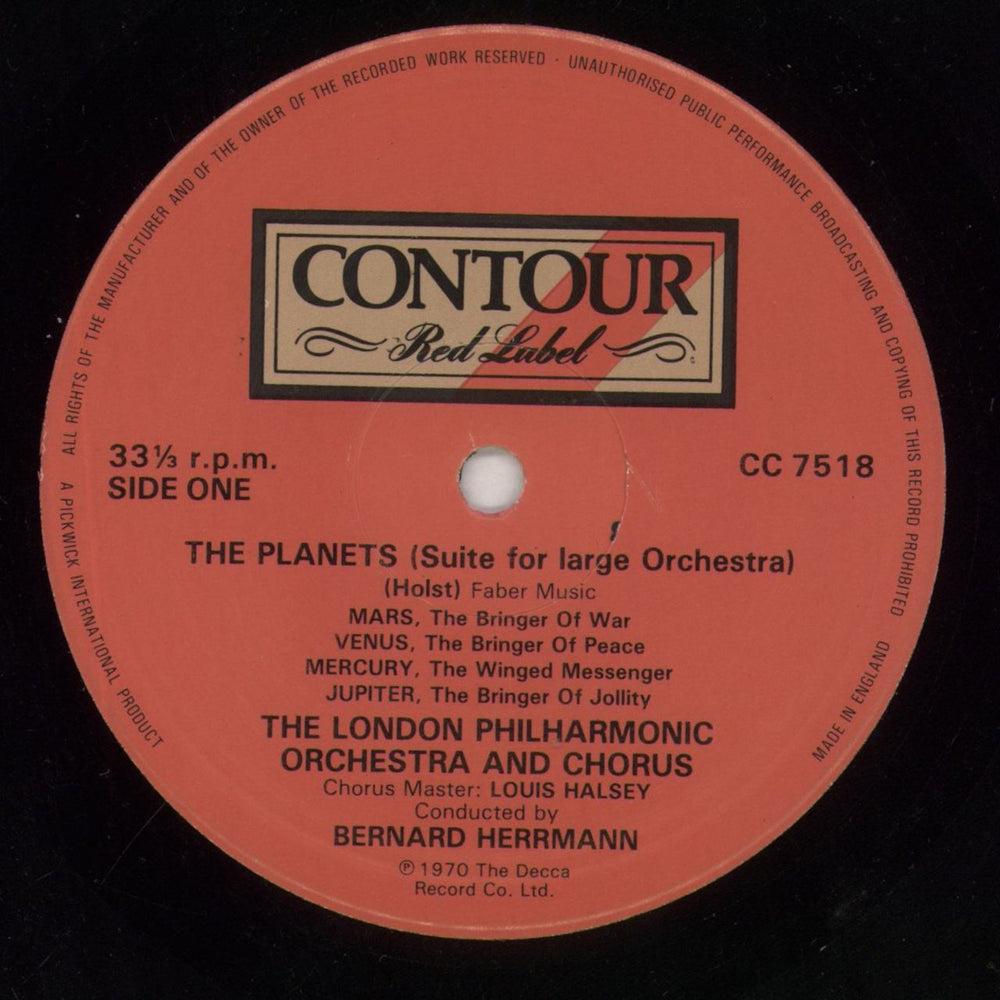 ALL RIGHTS OF THE MANUFACTURER AND OF THE OWNER OF THE RECORDED WORK RESERVED · UNAUTHORISED PUBLIC PERFORMANCE BROADCASTING AND COPYING OF THIS RECORD PROHIBITED
CONTOUR
Red Label
33⅓ r.p.m.
SIDE ONE
CC 7518
THE PLANETS (Suite for large Orchestra)
(Holst) Faber Music
MARS, The Bringer Of War
VENUS, The Bringer Of Peace
MERCURY, The Winged Messenger
JUPITER, The Bringer Of Jollity
THE LONDON PHILHARMONIC
ORCHESTRA AND CHORUS
Chorus Master: LOUIS HALSEY
Conducted by
BERNARD HERRMANN
℗ 1970 The Decca
Record Co. Ltd.
A PICKWICK INTERNATIONAL PRODUCT
MADE IN ENGLAND